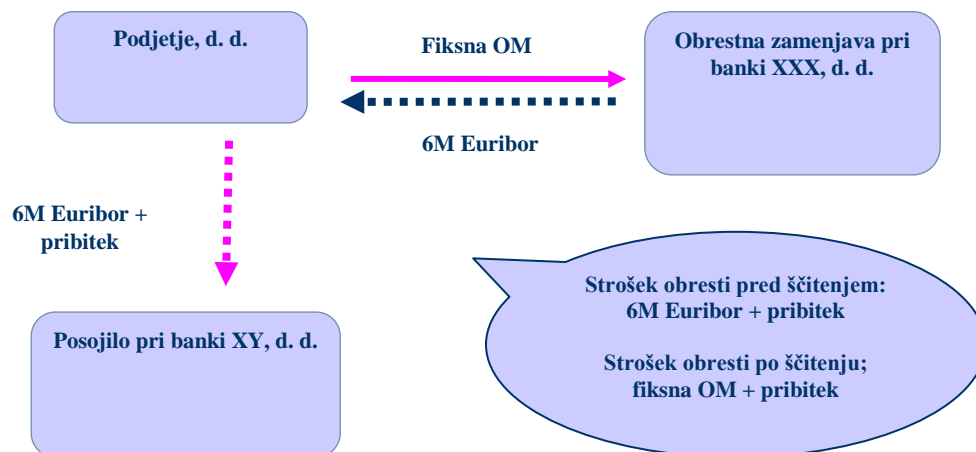 Podjetje, d. d.
Fiksna OM
Obrestna zamenjava pri
banki XXX, d. d.
6M Euribor
6M Euribor +
pribitek
Posojilo pri banki XY, d. d.
Strošek obresti pred ščitenjem:
6M Euribor + pribitek
Strošek obresti po ščitenju;
fiksna OM + pribitek